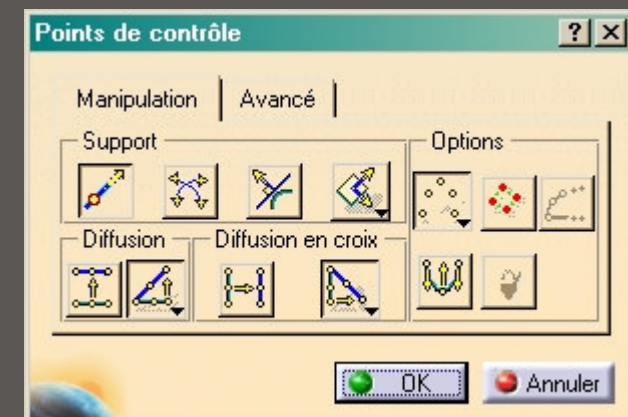 Points de contrôle
Manipulation Avancé
Support Options
Diffusion Diffusion en croix
OK Annuler